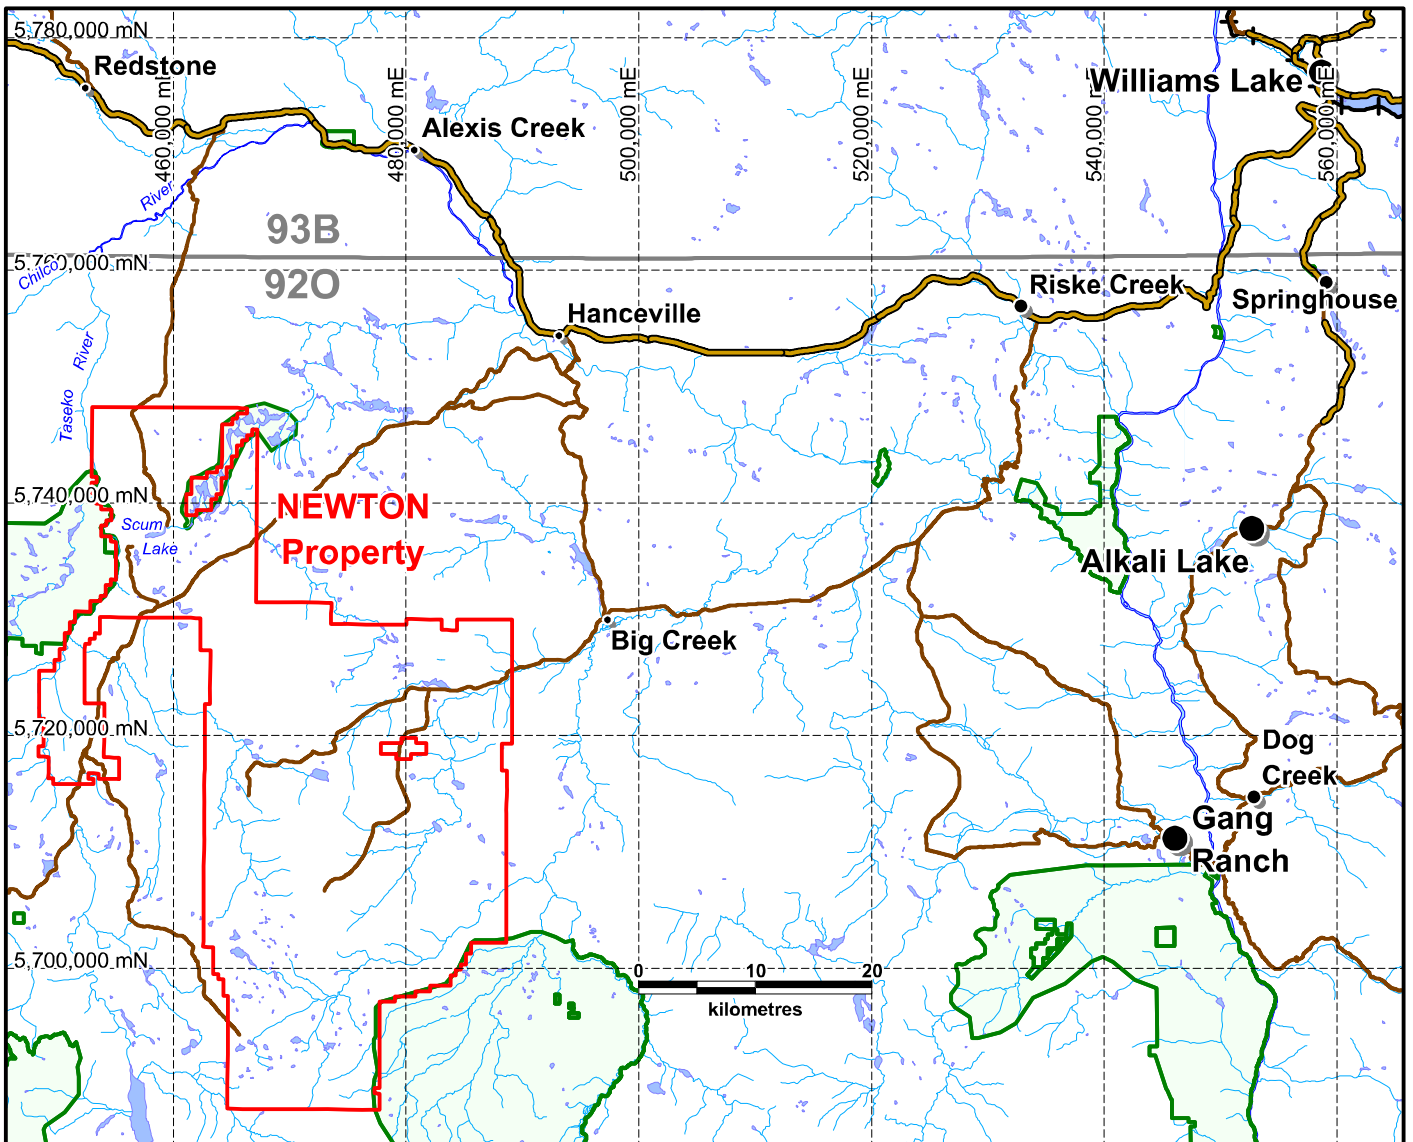 5,780,000 mN
Redstone
Williams Lake
460,000 mE
480,000 mE
500,000 mE
520,000 mE
540,000 mE
560,000 mE
Alexis Creek
River
93B
5,760,000 mN
Chilco
92O
Riske Creek
Springhouse
Hanceville
River
Taseko
5,740,000 mN
NEWTON
Property
Scum
Lake
Alkali Lake
Big Creek
5,720,000 mN
Dog
Creek
Gang
Ranch
5,700,000 mN
0 10 20
kilometres